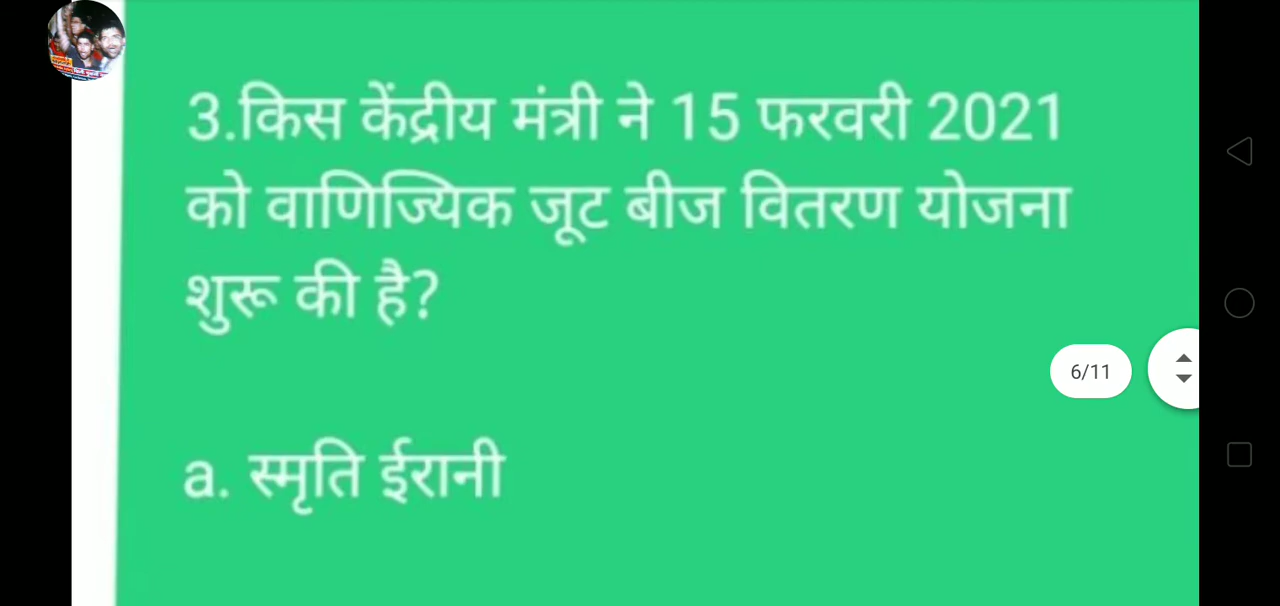 3.किस केंद्रीय मंत्री ने 15 फरवरी 2021
को वाणिज्यिक जूट बीज वितरण योजना
शुरू की है?
6/11
a. स्मृति ईरानी